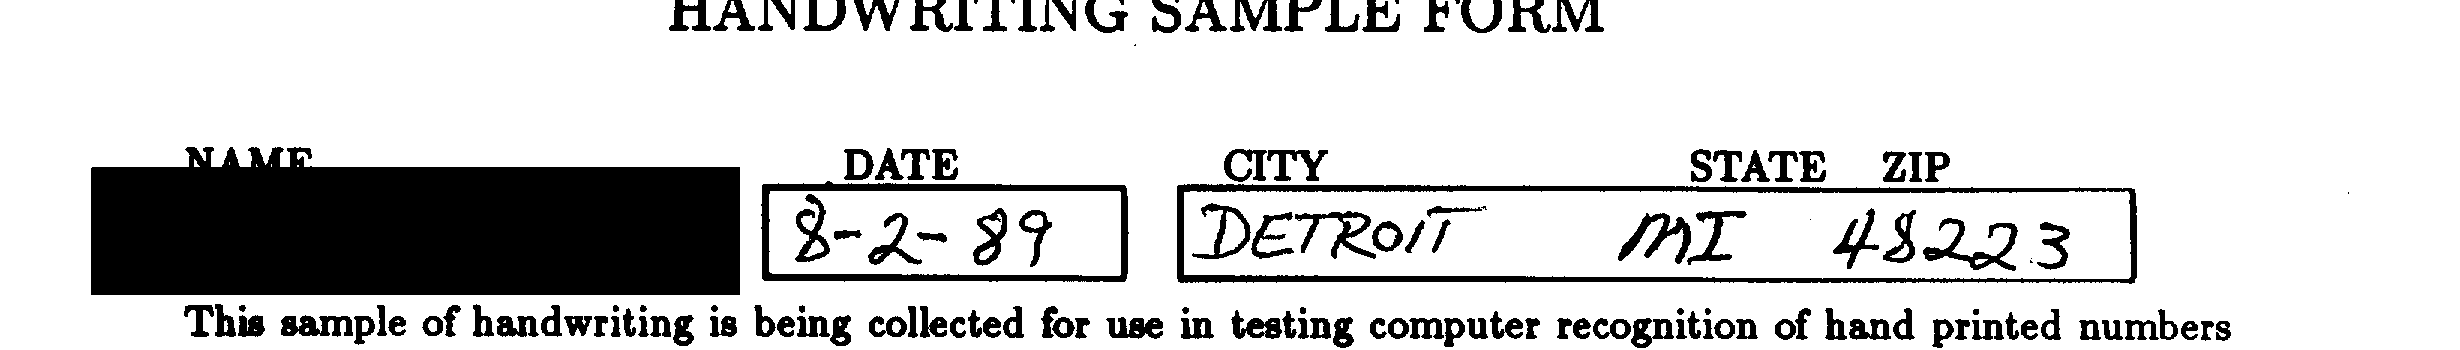 HANDWRITING SAMPLE FORM
NAME DATE CITY STATE ZIP
8-2-89 DETROIT MI 48223
This sample of handwriting is being collected for use in testing computer recognition of hand printed numbers